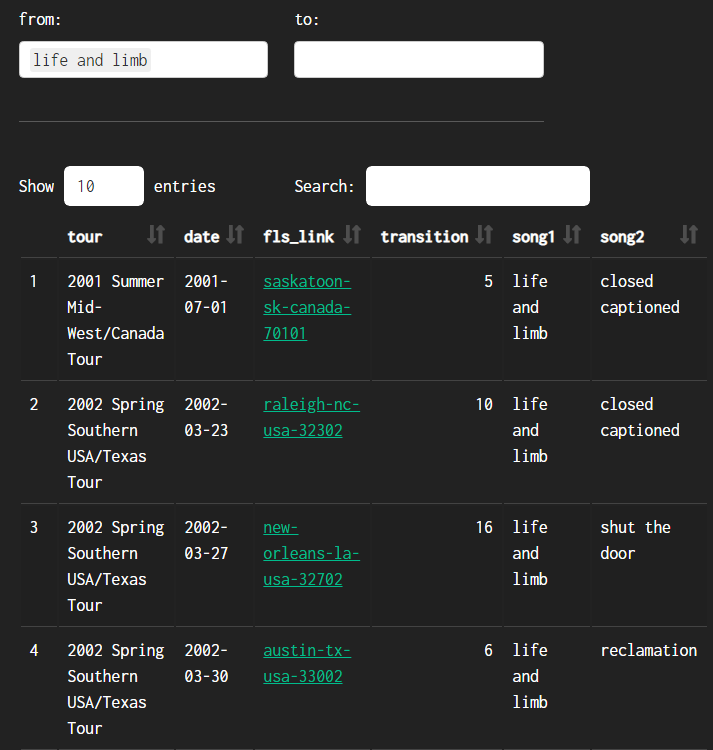 from: to:
life and limb
Show 10 entries Search:
tour date fls_link transition song1 song2
1 2001 Summer 2001- saskatoon- 5 life closed
Mid- 07-01 sk-canada- and captioned
West/Canada 70101 limb
Tour
2 2002 Spring 2002- raleigh-nc- 10 life closed
Southern 03-23 usa-32302 and captioned
USA/Texas limb
Tour
3 2002 Spring 2002- new- 16 life shut the
Southern 03-27 orleans-la- and door
USA/Texas usa-32702 limb
Tour
4 2002 Spring 2002- austin-tx- 6 life reclamation
Southern 03-30 usa-33002 and
USA/Texas limb
Tour